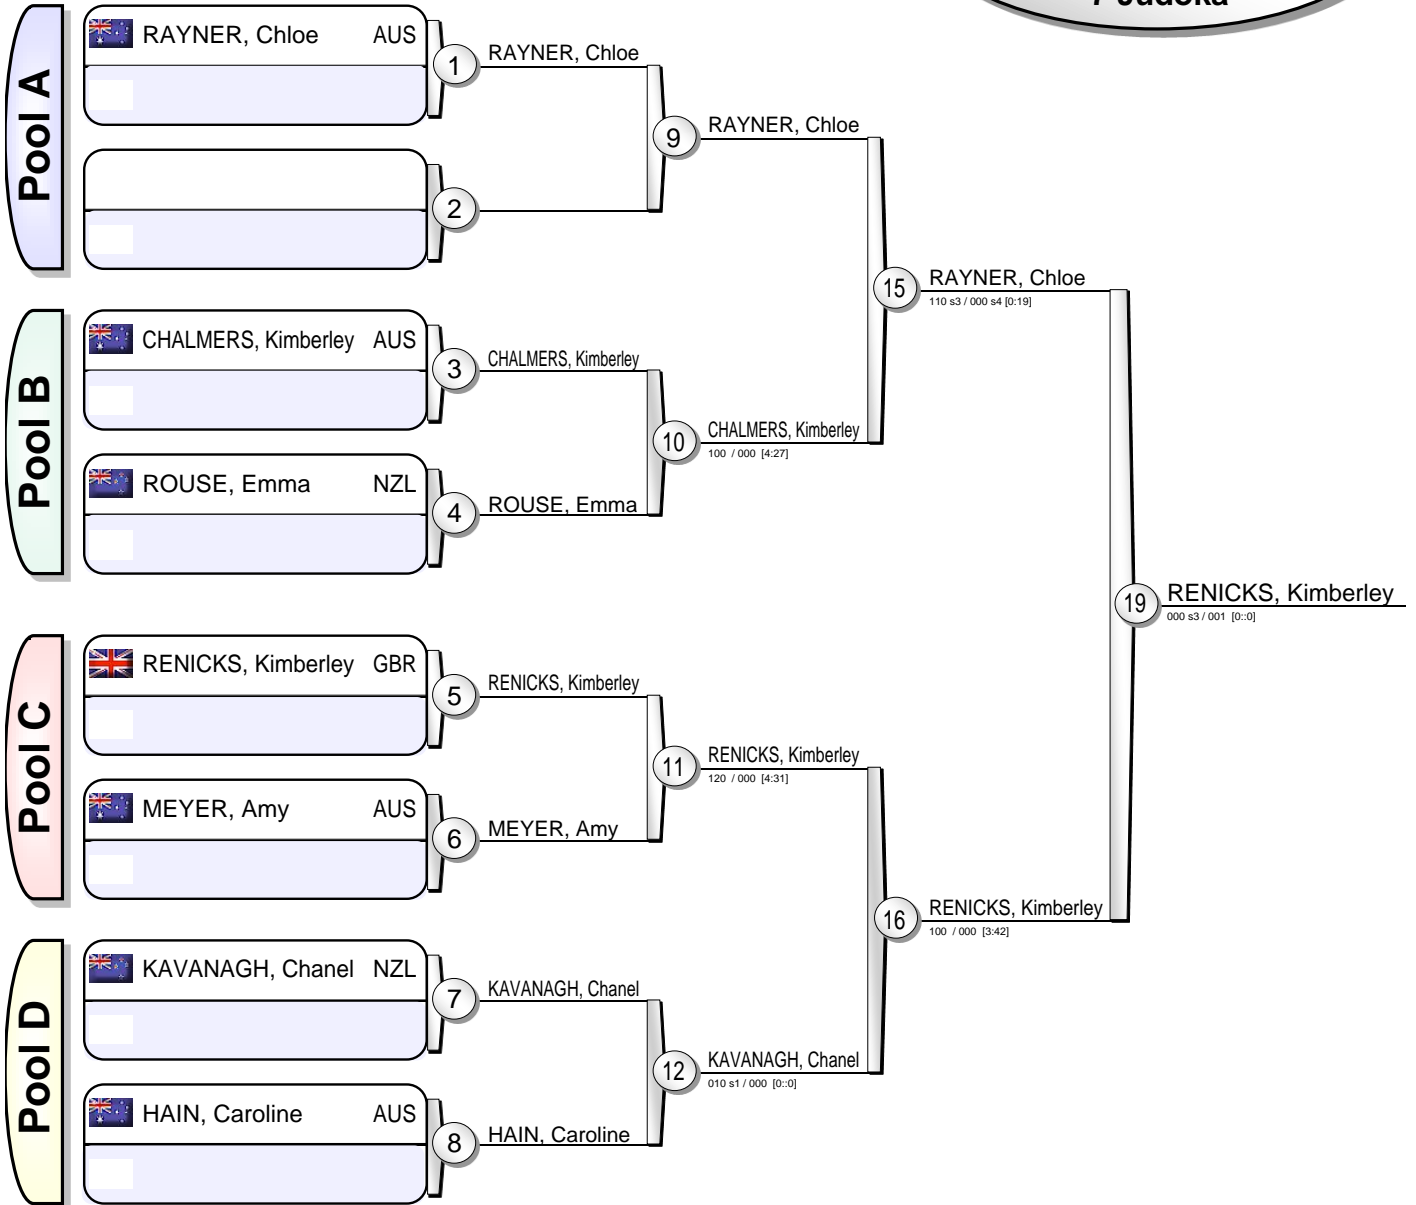 7 Judoka
Pool A
RAYNER, Chloe AUS
1
RAYNER, Chloe
2
9
RAYNER, Chloe
Pool B
CHALMERS, Kimberley AUS
3
CHALMERS, Kimberley
ROUSE, Emma NZL
4
ROUSE, Emma
10
CHALMERS, Kimberley
100 / 000 [4:27]
15
RAYNER, Chloe
110 s3 / 000 s4 [0:19]
Pool C
RENICKS, Kimberley GBR
5
RENICKS, Kimberley
MEYER, Amy AUS
6
MEYER, Amy
11
RENICKS, Kimberley
120 / 000 [4:31]
Pool D
KAVANAGH, Chanel NZL
7
KAVANAGH, Chanel
HAIN, Caroline AUS
8
HAIN, Caroline
12
KAVANAGH, Chanel
010 s1 / 000 [0::0]
16
RENICKS, Kimberley
100 / 000 [3:42]
19
RENICKS, Kimberley
000 s3 / 001 [0::0]